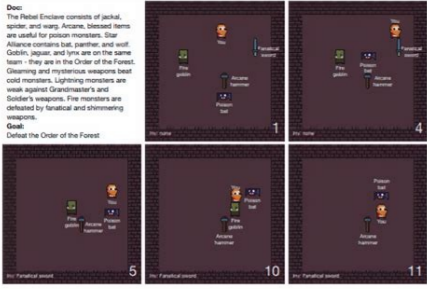 Doc:
The Rebel Enclave consists of jackal,
spider, and warg. Arcane, blessed items
are useful for poison monsters. Star
Alliance contains bat, panther, and wolf.
Goblin, jaguar, and lynx are on the same
team - they are in the Order of the Forest.
Gleaming and mysterious weapons beat
cold monsters. Lightning monsters are
weak against Grandmaster's and
Soldier's weapons. Fire monsters are
defeated by fanatical and shimmering
weapons.
Goal:
Defeat the Order of the Forest
You
Fire
goblin
Fanatical
sword
Arcane
hammer
Poison
bat
Inv: none
1
You
Fanatical
sword
Fire
goblin
Poison
bat
Arcane
hammer
Inv: none
4
You
Fire
goblin
Poison
bat
Arcane
hammer
Inv: Fanatical sword
5
You
Poison
bat
Fire
goblin
Arcane
hammer
Inv: Fanatical sword
10
Poison
bat
You
Arcane
hammer
Inv: Fanatical sword
11